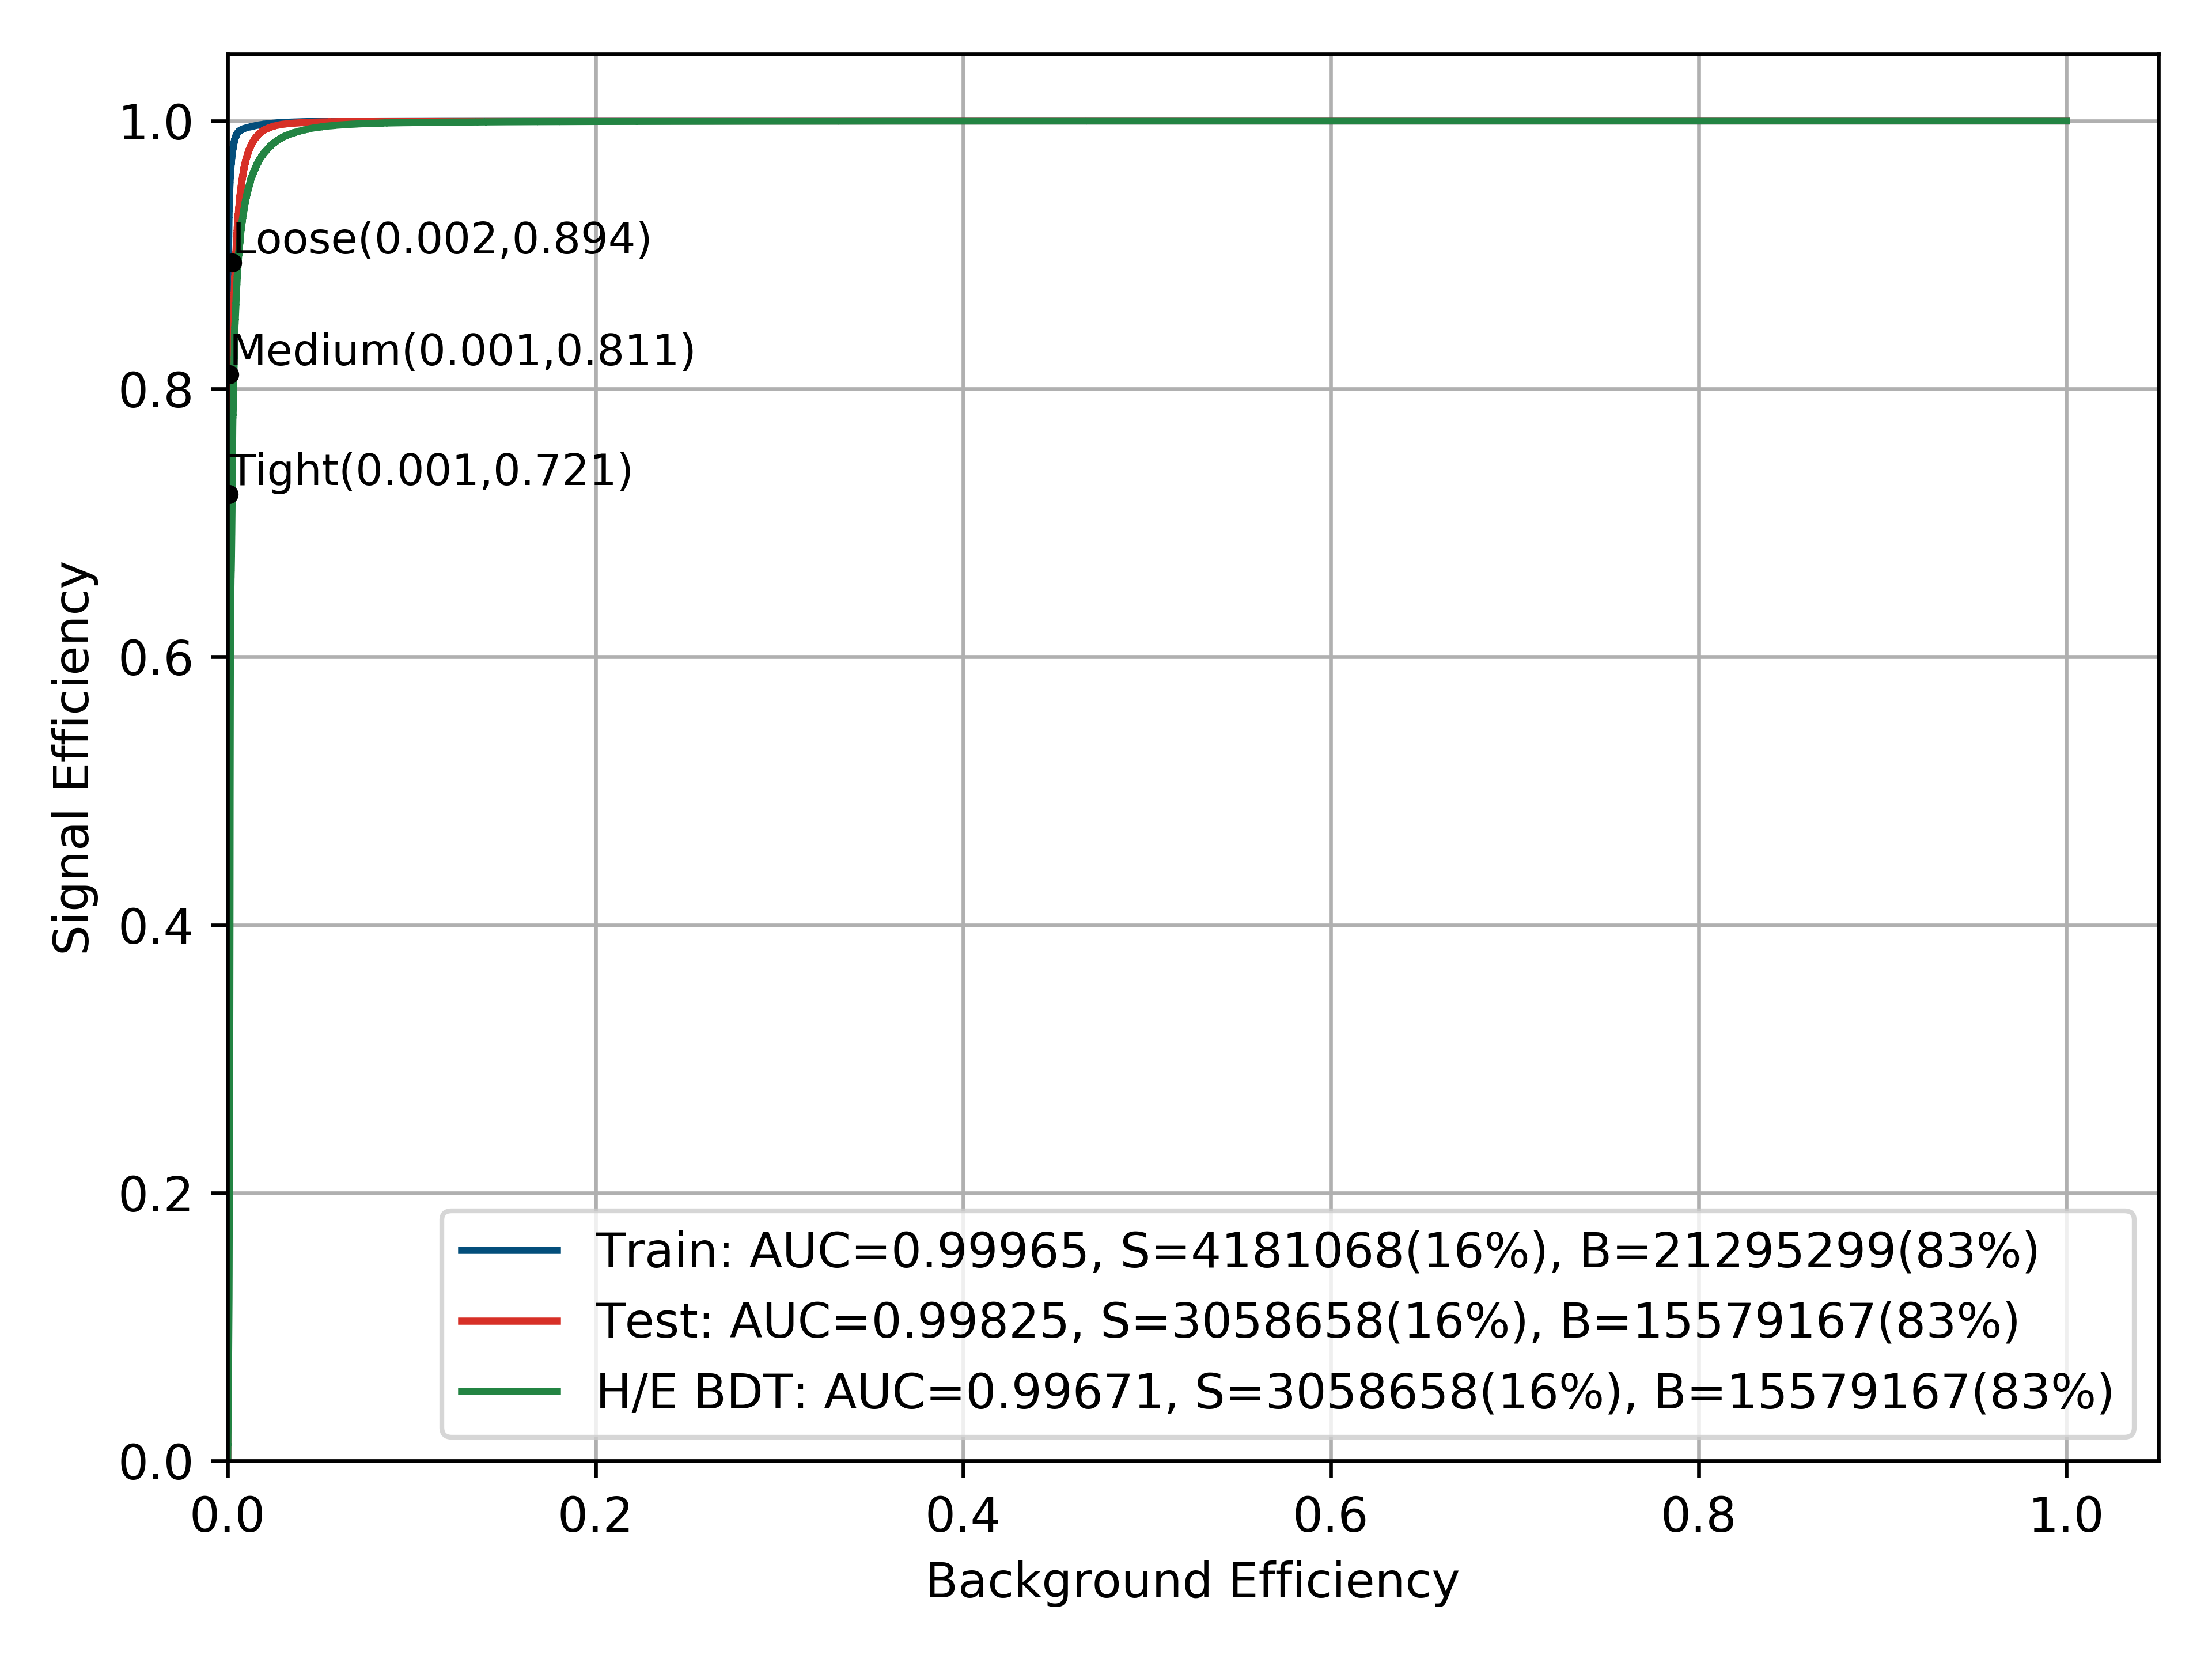 1.0
0.8
0.6
0.4
0.2
0.0
Signal Efficiency
Loose(0.002,0.894)
Medium(0.001,0.811)
Tight(0.001,0.721)
Train: AUC=0.99965, S=4181068(16%), B=21295299(83%)
Test: AUC=0.99825, S=3058658(16%), B=15579167(83%)
H/E BDT: AUC=0.99671, S=3058658(16%), B=15579167(83%)
0.0 0.2 0.4 0.6 0.8 1.0
Background Efficiency